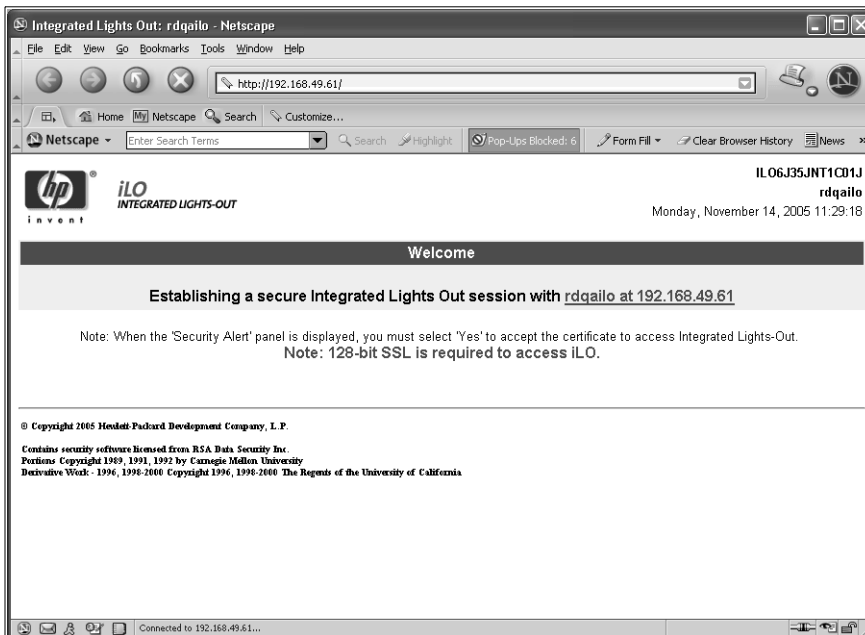 Integrated Lights Out: rdqailo - Netscape
File Edit View Go Bookmarks Tools Window Help
http://192.168.49.61/
Home My Netscape Search Customize...
Netscape Enter Search Terms Search Highlight Pop-Ups Blocked: 6 Form Fill Clear Browser History News
hp
invent
iLO
INTEGRATED LIGHTS-OUT
ILO6J35JNT1C01J
rdqailo
Monday, November 14, 2005 11:29:18
Welcome
Establishing a secure Integrated Lights Out session with rdqailo at 192.168.49.61
Note: When the 'Security Alert' panel is displayed, you must select 'Yes' to accept the certificate to access Integrated Lights-Out.
Note: 128-bit SSL is required to access iLO.
© Copyright 2005 Hewlett-Packard Development Company, L.P.
Contains security software licensed from RSA Data Security Inc.
Portions Copyright 1989, 1991, 1992 by Carnegie Mellon University
Derivative Work - 1996, 1998-2000 Copyright 1996, 1998-2000 The Regents of the University of California
Connected to 192.168.49.61...